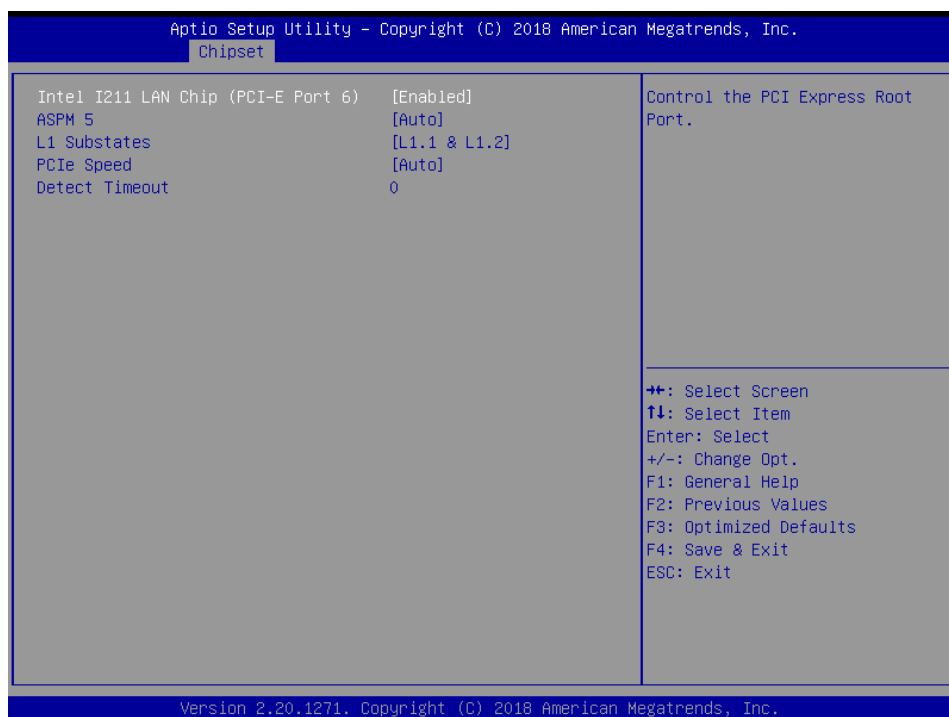 Aptio Setup Utility – Copyright (C) 2018 American Megatrends, Inc.
Chipset
Intel I211 LAN Chip (PCI-E Port 6) [Enabled]
ASPM 5 [Auto]
L1 Substates [L1.1 & L1.2]
PCIe Speed [Auto]
Detect Timeout 0
Control the PCI Express Root
Port.
→←: Select Screen
↑↓: Select Item
Enter: Select
+/-: Change Opt.
F1: General Help
F2: Previous Values
F3: Optimized Defaults
F4: Save & Exit
ESC: Exit
Version 2.20.1271. Copyright (C) 2018 American Megatrends, Inc.